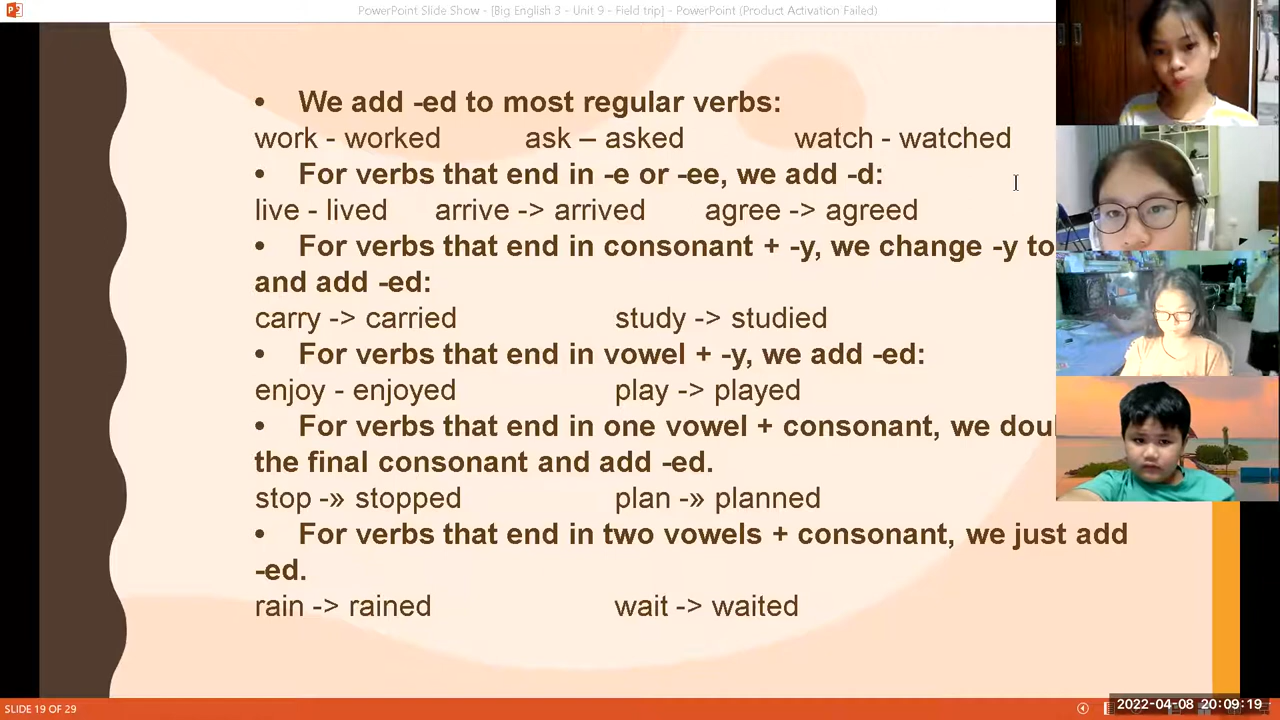 PowerPoint Slide Show - [Big English 3 - Unit 9 - Field trip] - PowerPoint (Product Activation Failed)
• We add -ed to most regular verbs:
work - worked ask – asked watch - watched
• For verbs that end in -e or -ee, we add -d:
live - lived arrive -> arrived agree -> agreed
• For verbs that end in consonant + -y, we change -y to
and add -ed:
carry -> carried study -> studied
• For verbs that end in vowel + -y, we add -ed:
enjoy - enjoyed play -> played
• For verbs that end in one vowel + consonant, we
the final consonant and add -ed.
stop -» stopped plan -» planned
• For verbs that end in two vowels + consonant, we just add
-ed.
rain -> rained wait -> waited
SLIDE 19 OF 29
2022-04-08 20:09:19